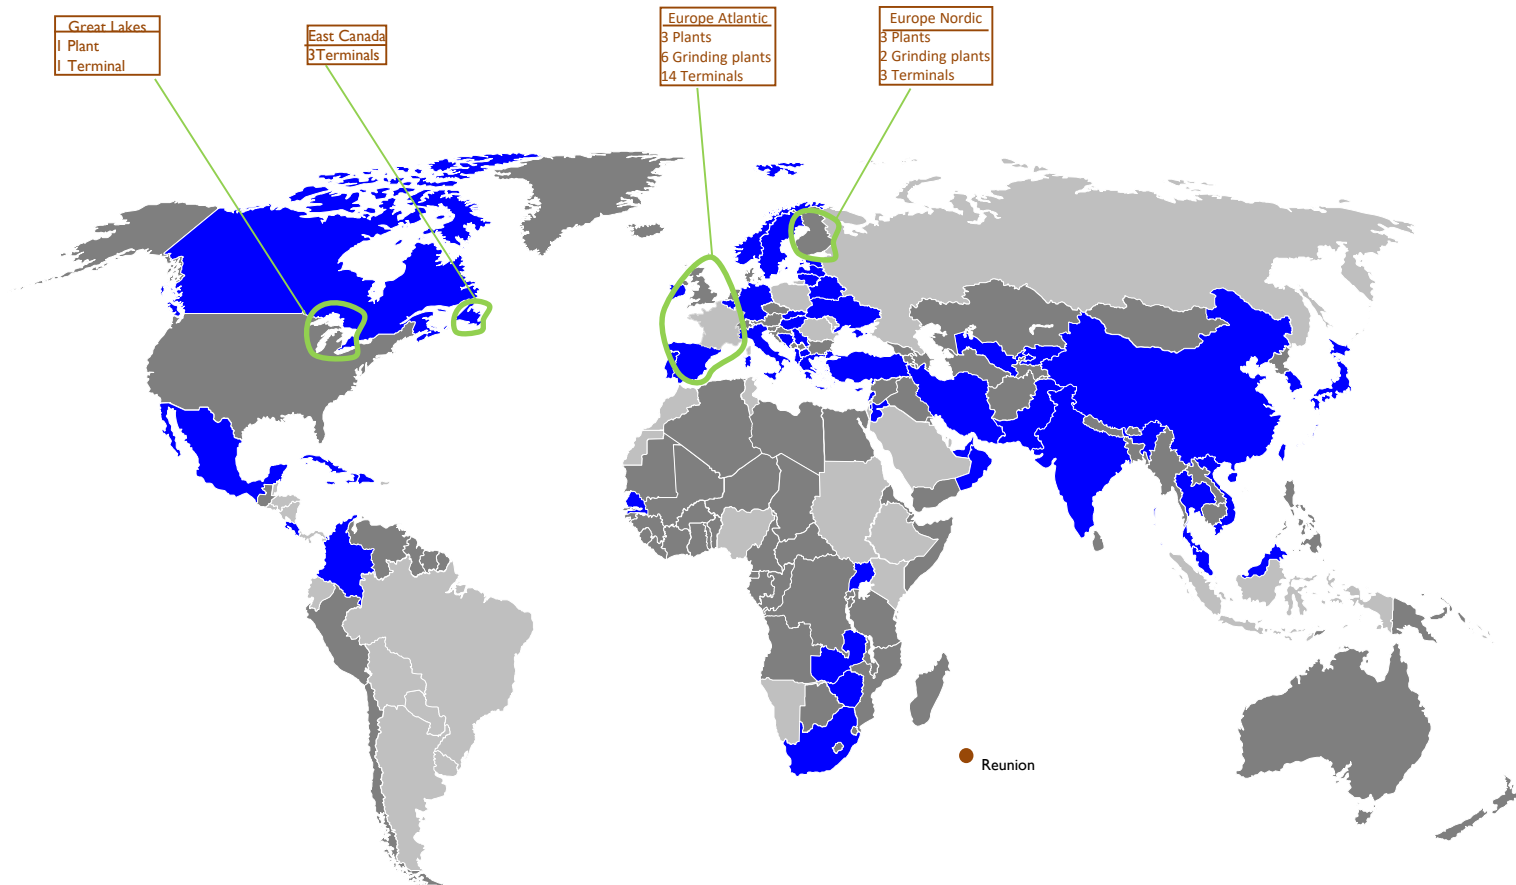 Great Lakes
1 Plant
1 Terminal
East Canada
3Terminals
Europe Atlantic
3 Plants
6 Grinding plants
14 Terminals
Europe Nordic
3 Plants
2 Grinding plants
3 Terminals
Reunion